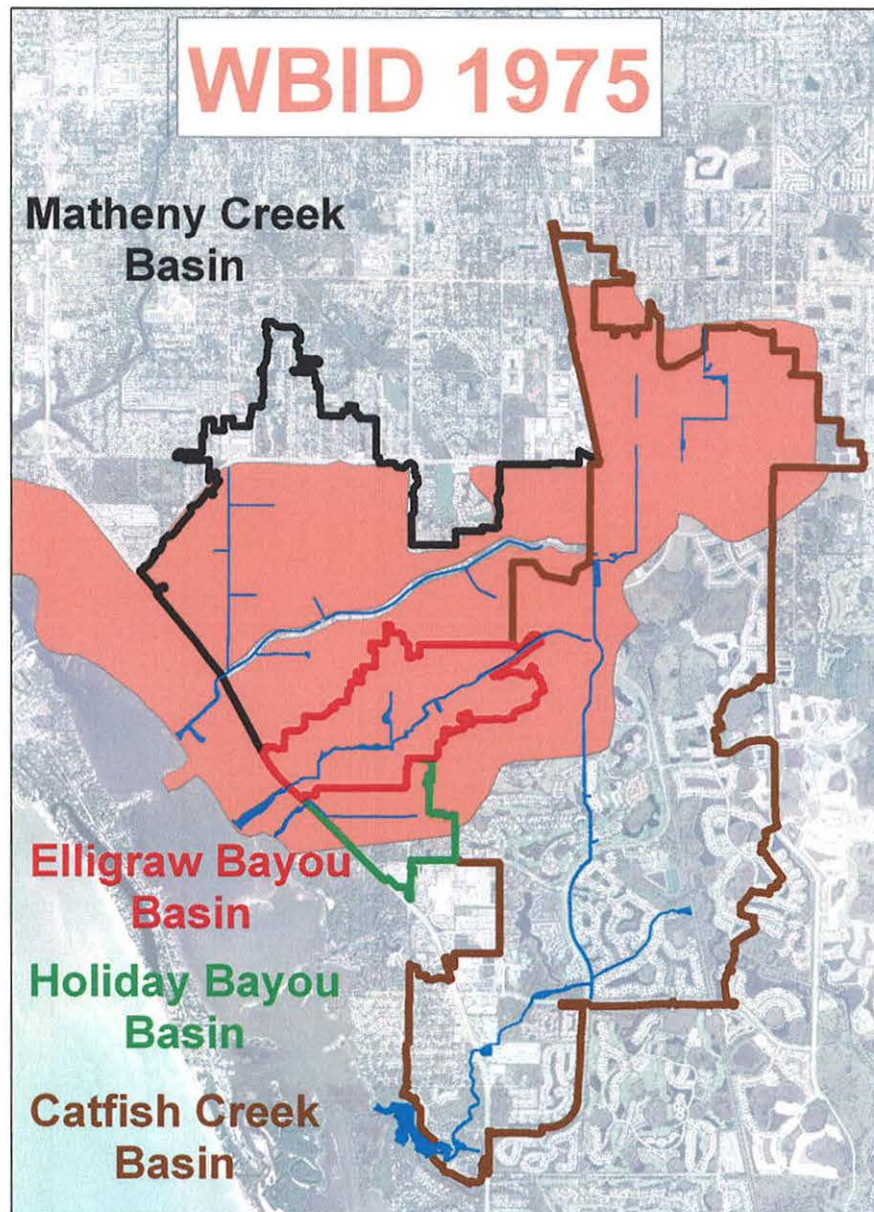 WBID 1975
Matheny Creek
Basin
Elligraw Bayou
Basin
Holiday Bayou
Basin
Catfish Creek
Basin